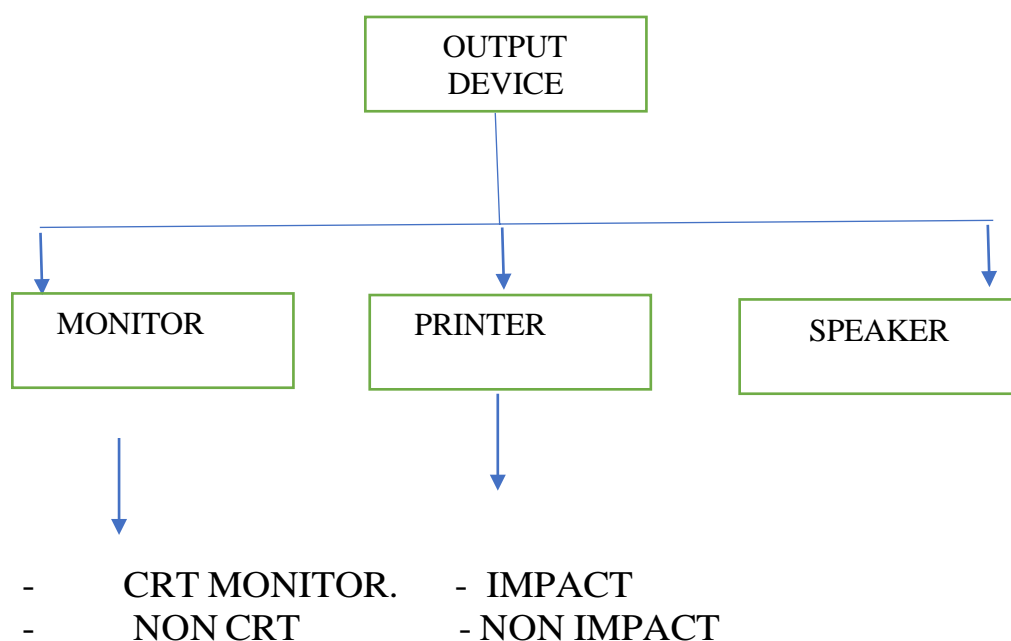 OUTPUT
DEVICE
MONITOR
PRINTER
SPEAKER
- CRT MONITOR. - IMPACT
- NON CRT - NON IMPACT